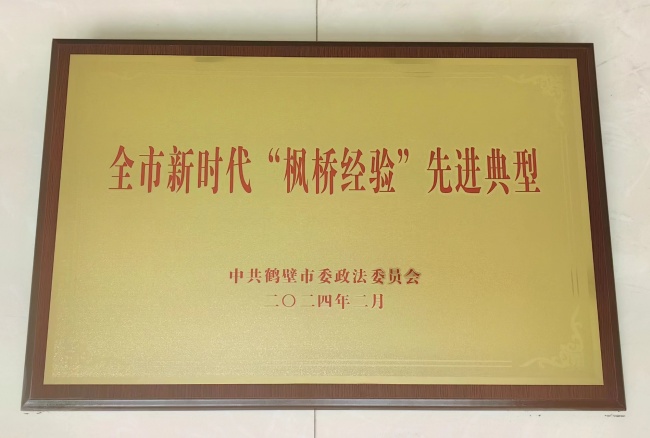 全市新时代“枫桥经验”先进典型
中共鹤壁市委政法委员会
二〇二四年二月